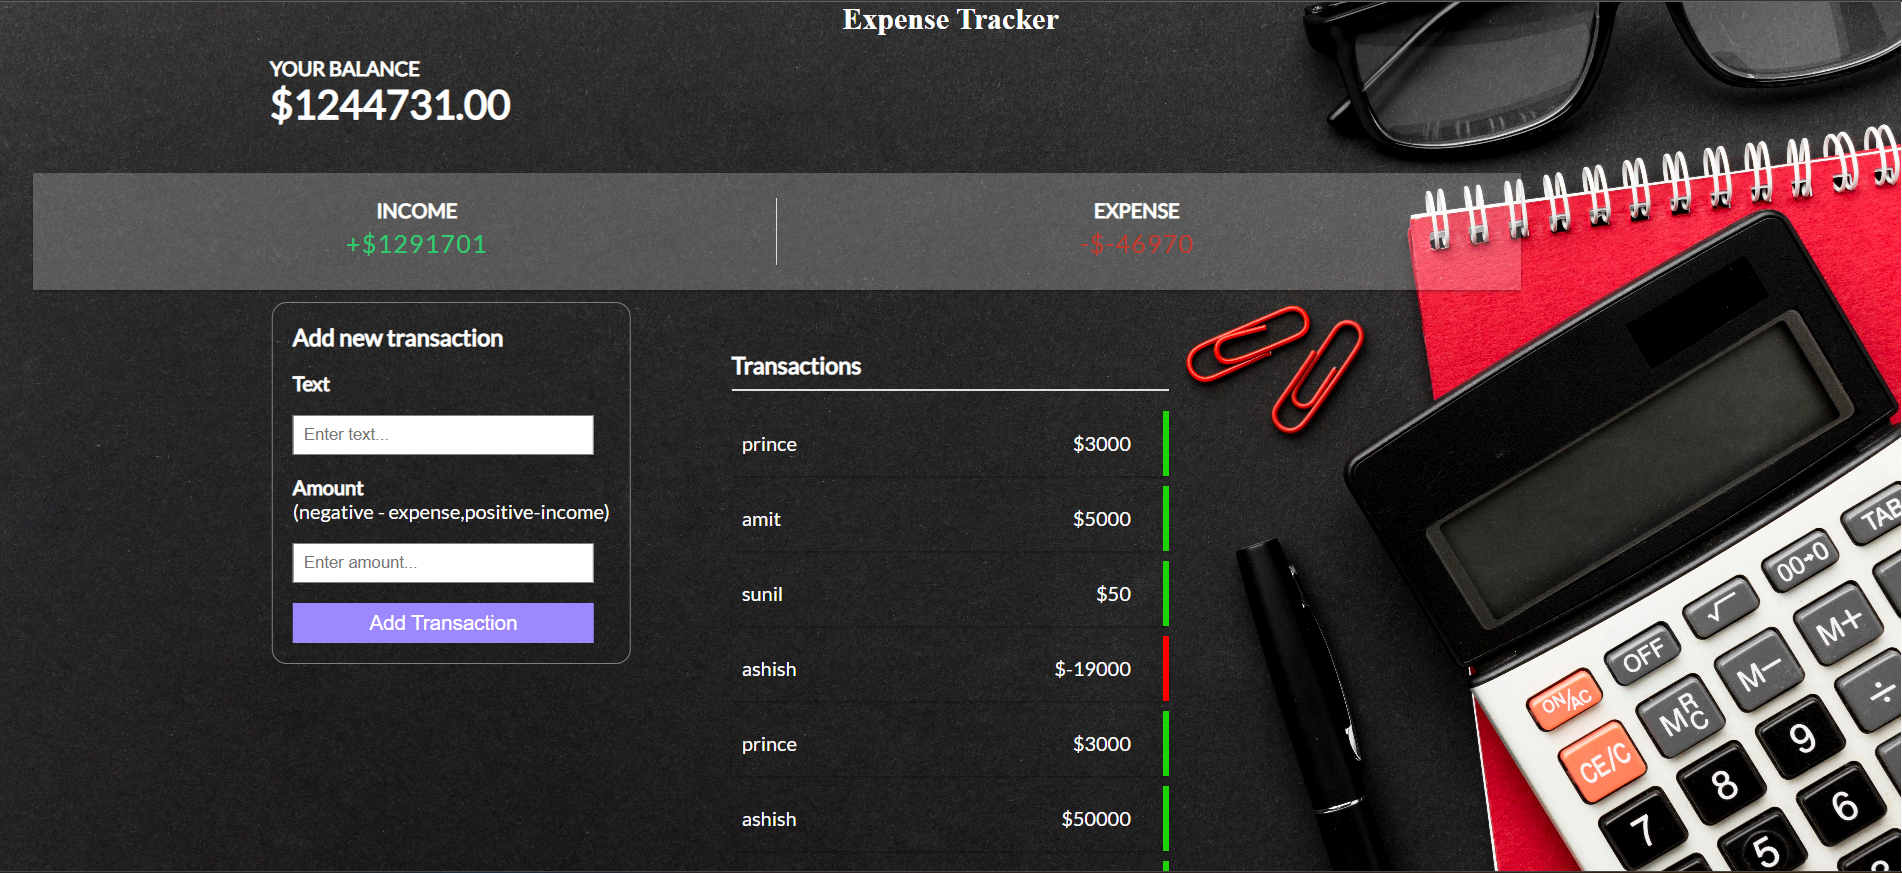 Expense Tracker
YOUR BALANCE
$1244731.00
INCOME
+$1291701
EXPENSE
-$-46970
Add new transaction
Text
Enter text...
Amount
(negative - expense,positive-income)
Enter amount...
Add Transaction
Transactions
prince $3000
amit $5000
sunil $50
ashish $-19000
prince $3000
ashish $50000
TAB
00→0
√
M+
OFF
M−
÷
ON/AC
MRC
9
CE/C
8
6
7
5